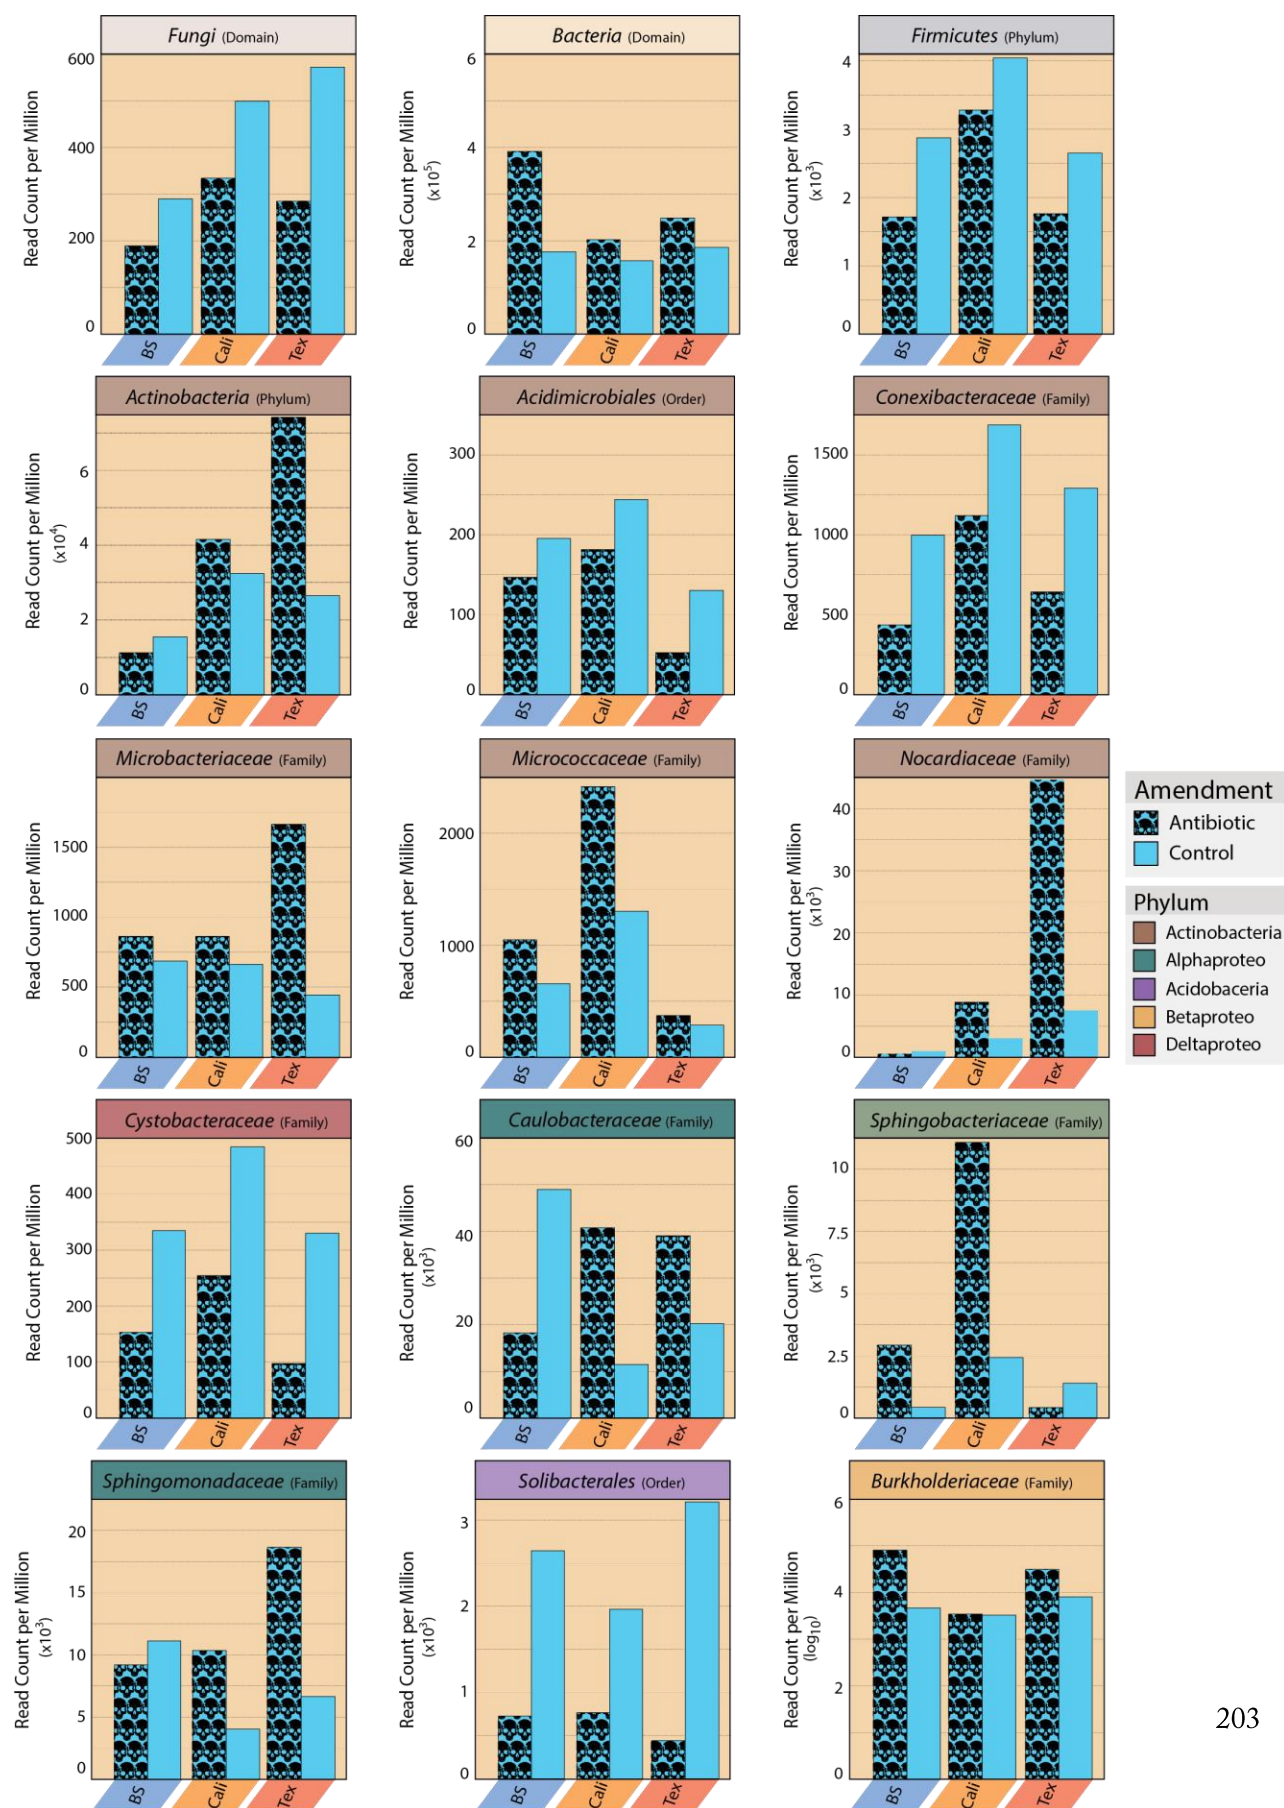 Fungi (Domain)
Read Count per Million
600
400
200
0
BS
Cali
Tex
Bacteria (Domain)
Read Count per Million
(x10⁵)
6
4
2
0
BS
Cali
Tex
Firmicutes (Phylum)
Read Count per Million
(x10³)
4
3
2
1
0
BS
Cali
Tex
Actinobacteria (Phylum)
Read Count per Million
(x10⁴)
6
4
2
0
BS
Cali
Tex
Acidimicrobiales (Order)
Read Count per Million
300
200
100
0
BS
Cali
Tex
Conexibacteraceae (Family)
Read Count per Million
1500
1000
500
0
BS
Cali
Tex
Microbacteriaceae (Family)
Read Count per Million
1500
1000
500
0
BS
Cali
Tex
Micrococcaceae (Family)
Read Count per Million
2000
1000
0
BS
Cali
Tex
Nocardiaceae (Family)
Read Count per Million
(x10³)
40
30
20
10
0
BS
Cali
Tex
Amendment
Antibiotic
Control
Phylum
Actinobacteria
Alphaproteo
Acidobaceria
Betaproteo
Deltaproteo
Cystobacteraceae (Family)
Read Count per Million
500
400
300
200
100
0
BS
Cali
Tex
Caulobacteraceae (Family)
Read Count per Million
(x10³)
60
40
20
0
BS
Cali
Tex
Sphingobacteriaceae (Family)
Read Count per Million
(x10³)
10
7.5
5
2.5
0
BS
Cali
Tex
Sphingomonadaceae (Family)
Read Count per Million
(x10³)
20
15
10
5
0
BS
Cali
Tex
Solibacterales (Order)
Read Count per Million
(x10³)
3
2
1
0
BS
Cali
Tex
Burkholderiaceae (Family)
Read Count per Million
(log₁₀)
6
4
2
0
BS
Cali
Tex
203